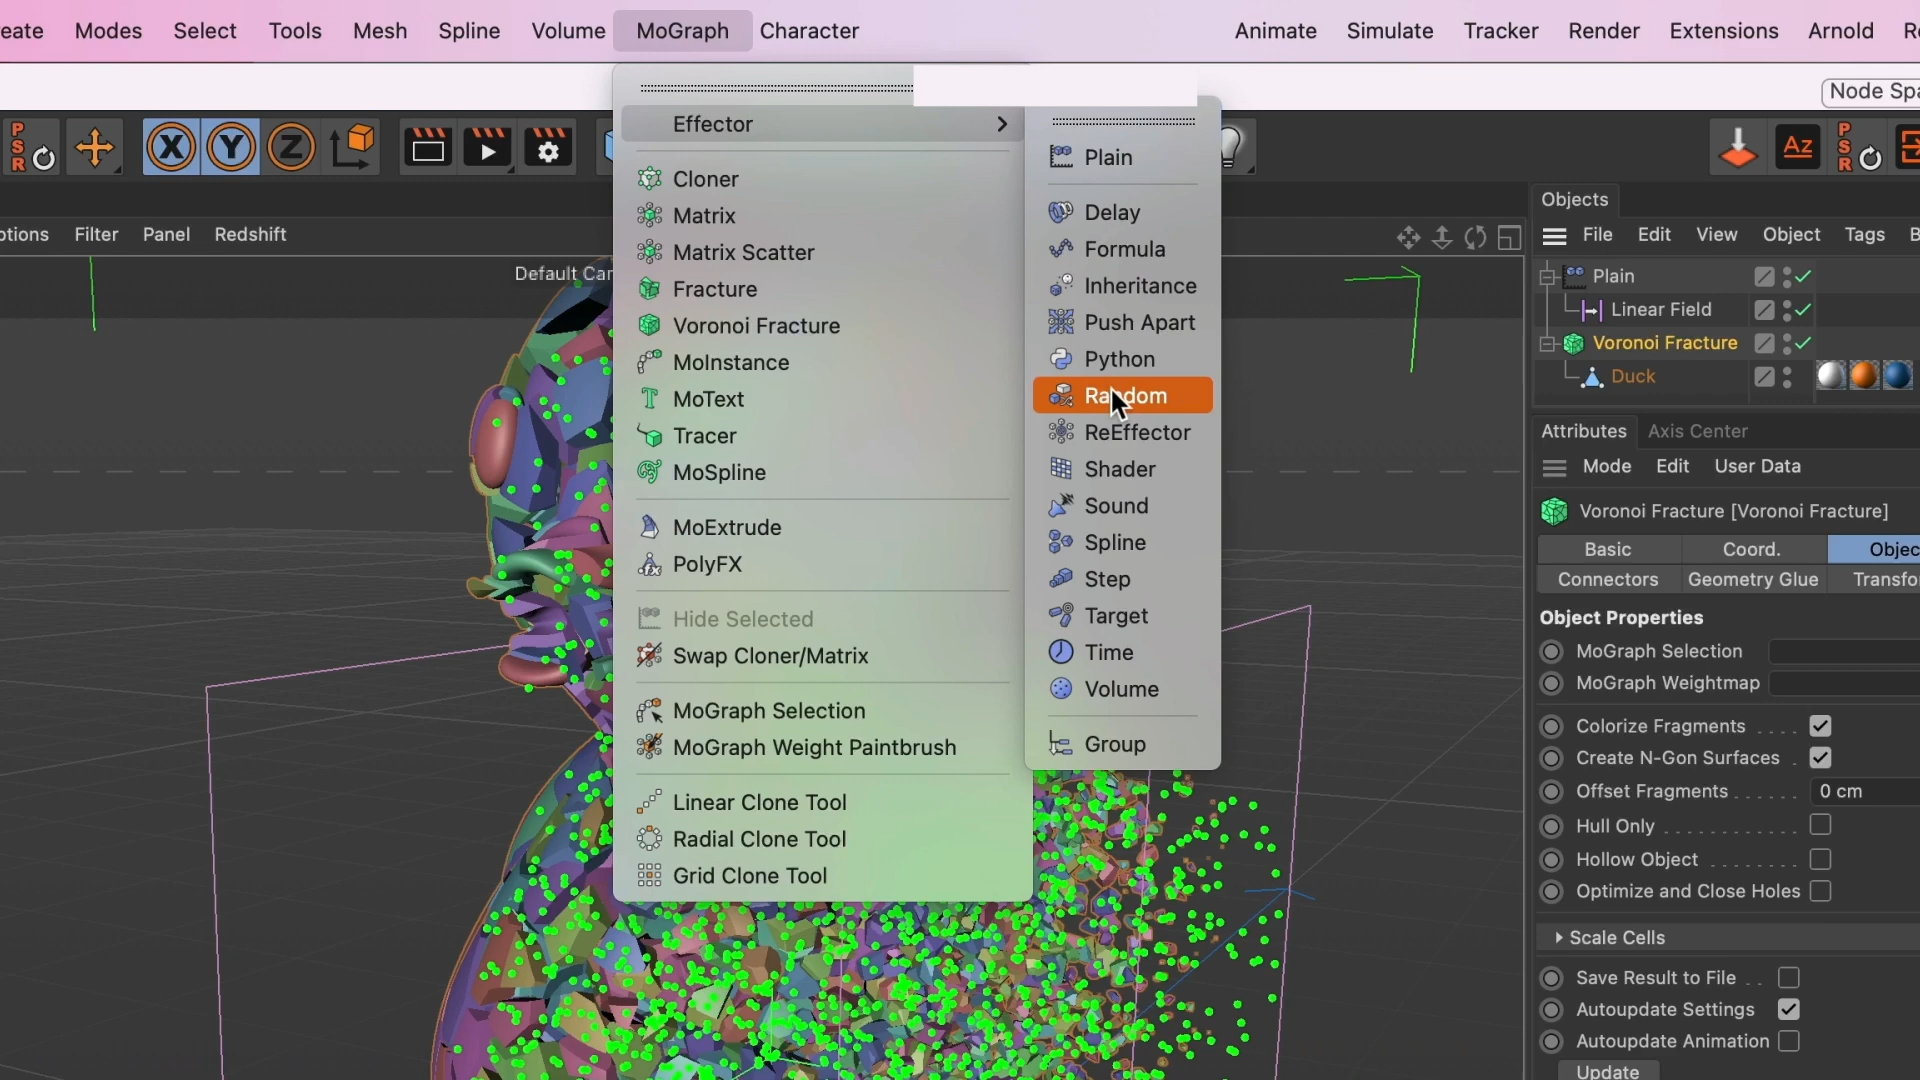 eate Modes Select Tools Mesh Spline Volume MoGraph Character Animate Simulate Tracker Render Extensions Arnold
Node Spa
PSR
X Y Z
Az
PSR
ptions Filter Panel Redshift
Default Car
Effector
Cloner
Matrix
Matrix Scatter
Fracture
Voronoi Fracture
MoInstance
MoText
Tracer
MoSpline
MoExtrude
PolyFX
Hide Selected
Swap Cloner/Matrix
MoGraph Selection
MoGraph Weight Paintbrush
Linear Clone Tool
Radial Clone Tool
Grid Clone Tool
Plain
Delay
Formula
Inheritance
Push Apart
Python
Random
ReEffector
Shader
Sound
Spline
Step
Target
Time
Volume
Group
Objects
File Edit View Object Tags B
Plain
Linear Field
Voronoi Fracture
Duck
Attributes Axis Center
Mode Edit User Data
Voronoi Fracture [Voronoi Fracture]
Basic Coord. Objec
Connectors Geometry Glue Transfo
Object Properties
MoGraph Selection
MoGraph Weightmap
Colorize Fragments . . . .
Create N-Gon Surfaces .
Offset Fragments . . . . . . 0 cm
Hull Only . . . . . . . . . . . .
Hollow Object . . . . . . . .
Optimize and Close Holes
Scale Cells
Save Result to File . .
Autoupdate Settings
Autoupdate Animation
Update